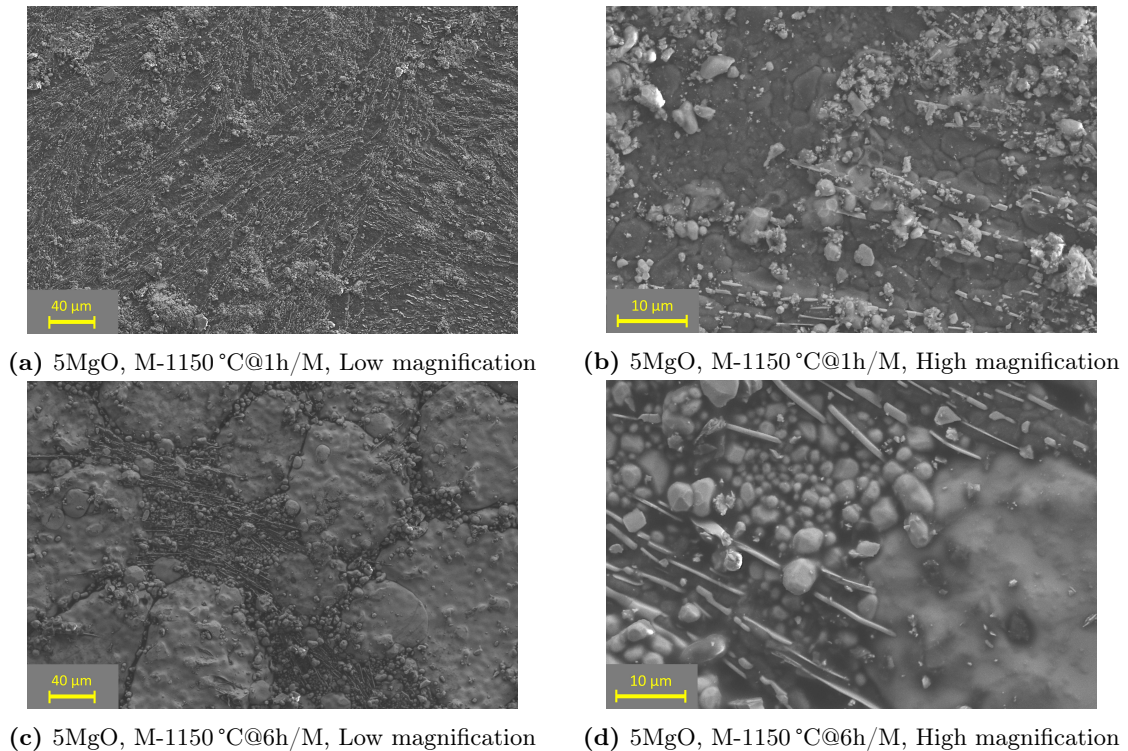 40 µm
10 µm
(a) 5MgO, M-1150 °C@1h/M, Low magnification
(b) 5MgO, M-1150 °C@1h/M, High magnification
40 µm
10 µm
(c) 5MgO, M-1150 °C@6h/M, Low magnification
(d) 5MgO, M-1150 °C@6h/M, High magnification